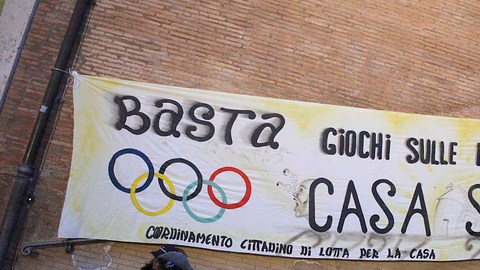 BASTA GIOCHI SULLE
CASA S
COORDINAMENTO CITTADINO DI LOTTA PER LA CASA